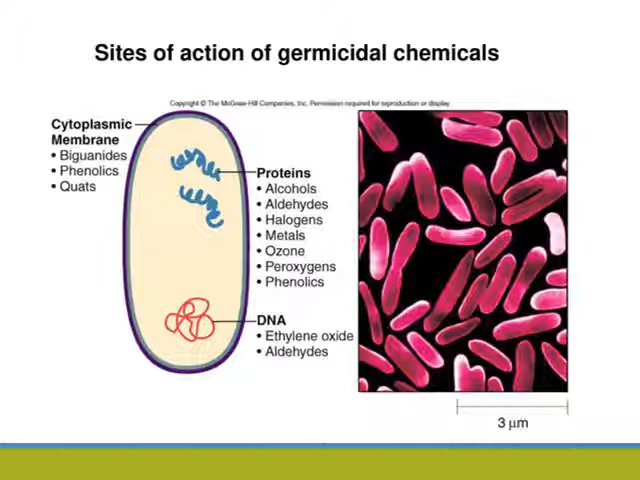 Sites of action of germicidal chemicals
Copyright © The McGraw-Hill Companies, Inc. Permission required for reproduction or display.
Cytoplasmic
Membrane
• Biguanides
• Phenolics
• Quats
Proteins
• Alcohols
• Aldehydes
• Halogens
• Metals
• Ozone
• Peroxygens
• Phenolics
DNA
• Ethylene oxide
• Aldehydes
3 μm